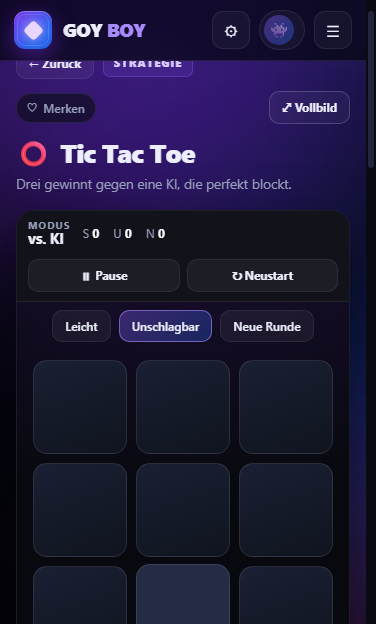 GOY BOY
← Zurück
STRATEGIE
♡ Merken
⤢ Vollbild
Tic Tac Toe
Drei gewinnt gegen eine KI, die perfekt blockt.
MODUS
vs. KI
S 0 U 0 N 0
⏸ Pause
↻ Neustart
Leicht
Unschlagbar
Neue Runde